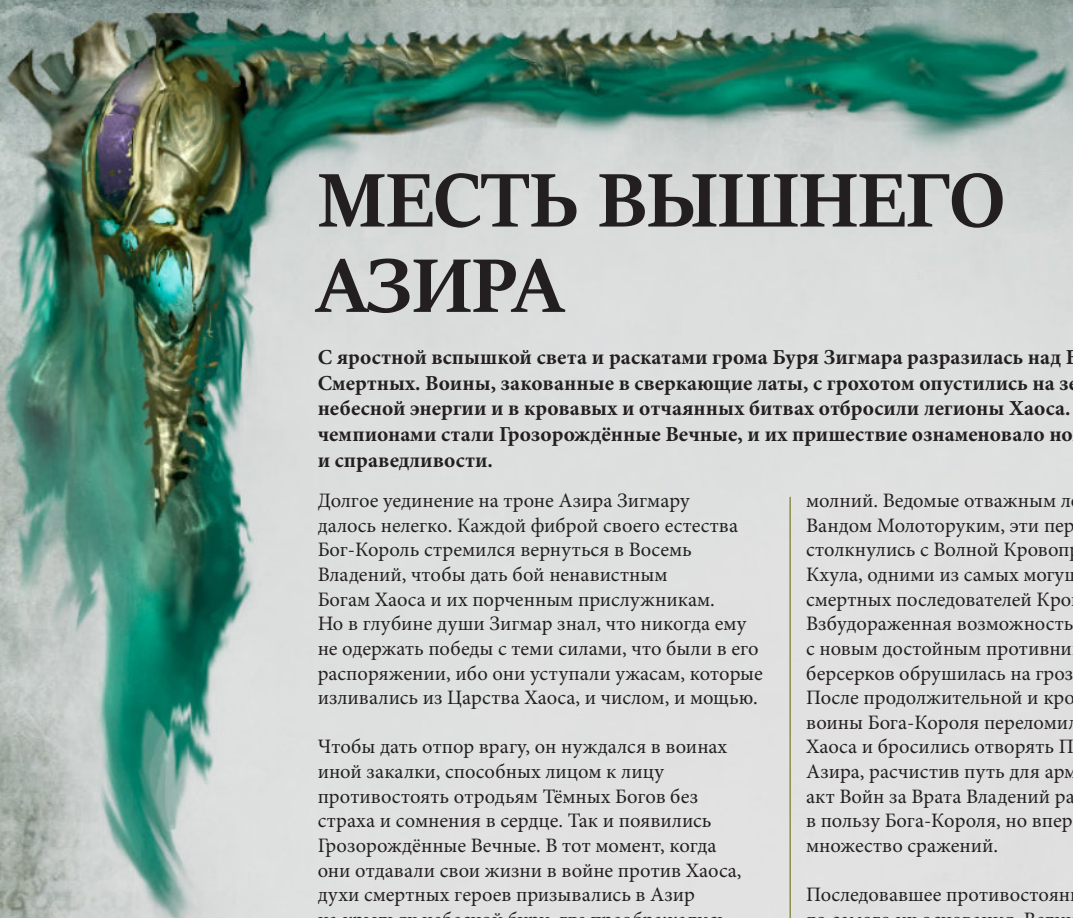 МЕСТЬ ВЫШНЕГО
АЗИРА
С яростной вспышкой света и раскатами грома Буря Зигмара разразилась над
Смертных. Воины, закованные в сверкающие латы, с грохотом опустились на
небесной энергии и в кровавых и отчаянных битвах отбросили легионы Хаоса.
чемпионами стали Грозорождённые Вечные, и их пришествие ознаменовало
и справедливости.
Долгое уединение на троне Азира Зигмару
далось нелегко. Каждой фиброй своего естества
Бог-Король стремился вернуться в Восемь
Владений, чтобы дать бой ненавистным
Богам Хаоса и их порченным прислужникам.
Но в глубине души Зигмар знал, что никогда ему
не одержать победы с теми силами, что были в его
распоряжении, ибо они уступали ужасам, которые
изливались из Царства Хаоса, и числом, и мощью.
Чтобы дать отпор врагу, он нуждался в воинах
иной закалки, способных лицом к лицу
противостоять отродьям Тёмных Богов без
страха и сомнения в сердце. Так и появились
Грозорождённые Вечные. В тот момент, когда
они отдавали свои жизни в войне против Хаоса,
духи смертных героев призывались в Азир
молний. Ведомые отважным
Вандом Молоторуким, эти
столкнулись с Волной
Кхула, одними из самых
смертных последователей
Взбудораженная
с новым достойным
берсерков обрушилась на
После продолжительной и
воины Бога-Короля
Хаоса и бросились отворять
Азира, расчистив путь для
акт Войн за Врата Владений
в пользу Бога-Короля, но
множество сражений.
Последовавшее